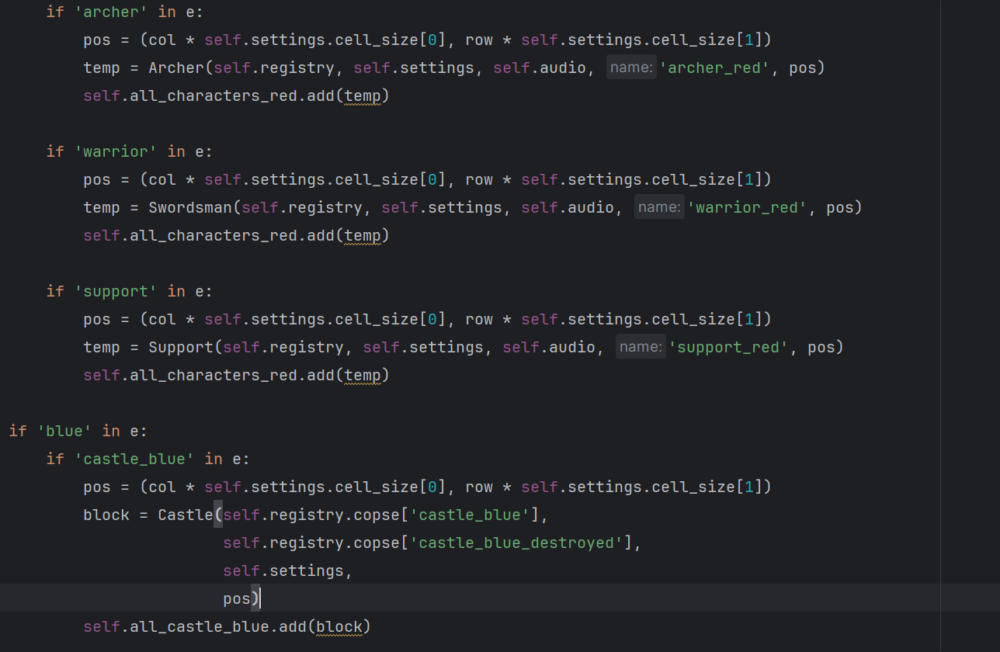 if 'archer' in e:
pos = (col * self.settings.cell_size[0], row * self.settings.cell_size[1])
temp = Archer(self.registry, self.settings, self.audio, name: 'archer_red', pos)
self.all_characters_red.add(temp)
if 'warrior' in e:
pos = (col * self.settings.cell_size[0], row * self.settings.cell_size[1])
temp = Swordsman(self.registry, self.settings, self.audio, name: 'warrior_red', pos)
self.all_characters_red.add(temp)
if 'support' in e:
pos = (col * self.settings.cell_size[0], row * self.settings.cell_size[1])
temp = Support(self.registry, self.settings, self.audio, name: 'support_red', pos)
self.all_characters_red.add(temp)
if 'blue' in e:
if 'castle_blue' in e:
pos = (col * self.settings.cell_size[0], row * self.settings.cell_size[1])
block = Castle(self.registry.copse['castle_blue'],
self.registry.copse['castle_blue_destroyed'],
self.settings,
pos)
self.all_castle_blue.add(block)